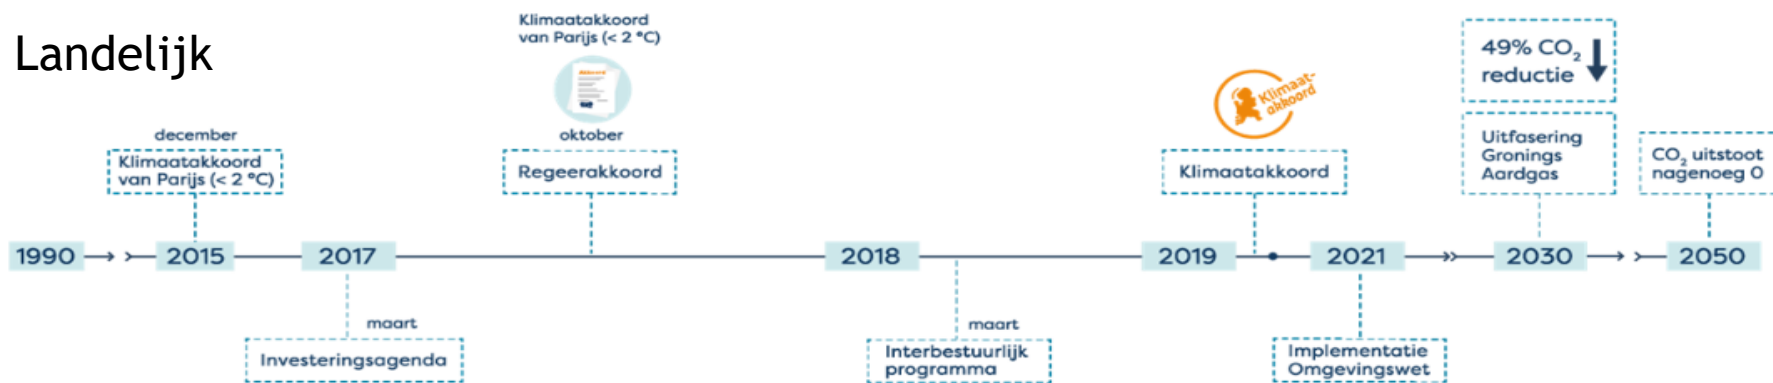 Landelijk
Klimaatakkoord
van Parijs (< 2 °C)
Akkoord
december
Klimaatakkoord
van Parijs (< 2 °C)
oktober
Regeerakkoord
Klimaat-
akkoord
Klimaatakkoord
49% CO₂
reductie
Uitfasering
Gronings
Aardgas
CO₂ uitstoot
nagenoeg 0
1990
2015
2017
2018
2019
2021
2030
2050
maart
Investeringsagenda
maart
Interbestuurlijk
programma
Implementatie
Omgevingswet